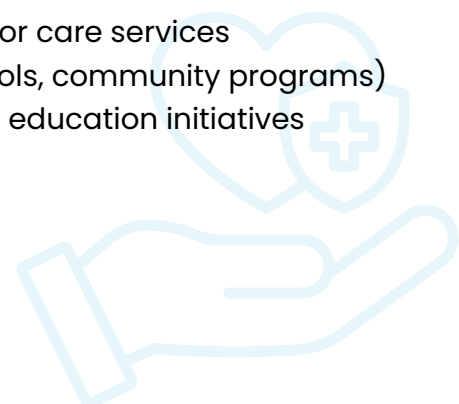 or care services
ols, community programs)
education initiatives